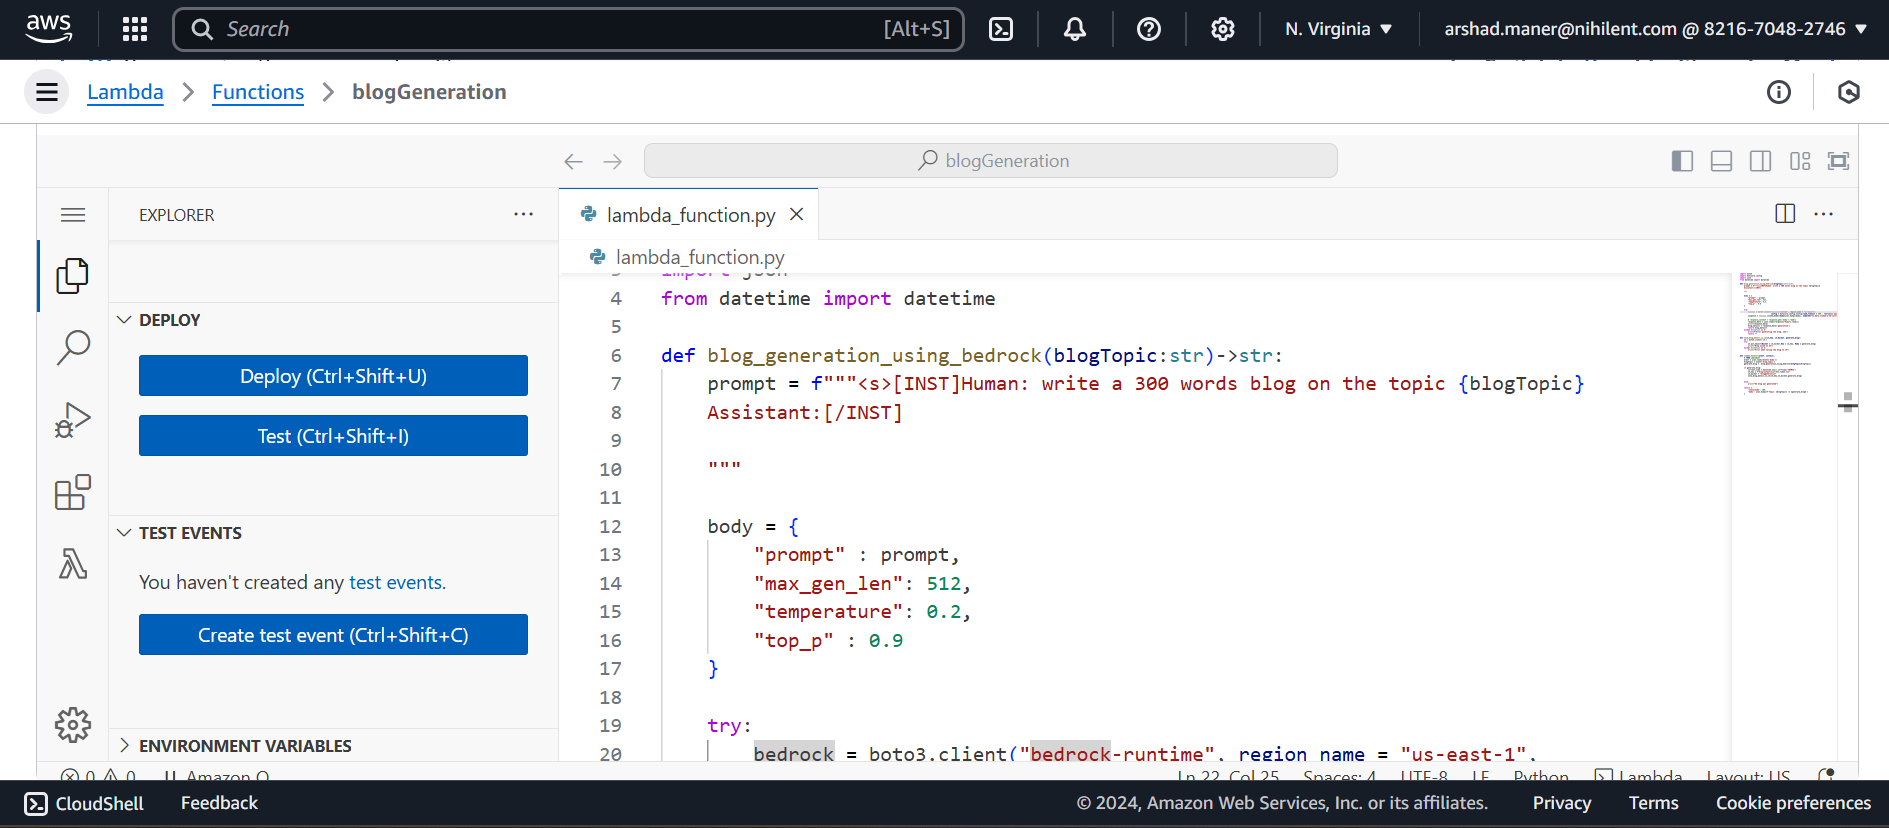 aws
Search [Alt+S]
N. Virginia
arshad.maner@nihilent.com @ 8216-7048-2746
Lambda
Functions
blogGeneration
blogGeneration
EXPLORER
lambda_function.py
lambda_function.py
DEPLOY
Deploy (Ctrl+Shift+U)
Test (Ctrl+Shift+I)
TEST EVENTS
You haven't created any test events.
Create test event (Ctrl+Shift+C)
ENVIRONMENT VARIABLES
3 import json
4 from datetime import datetime
5
6 def blog_generation_using_bedrock(blogTopic:str)->str:
7 prompt = f"""<s>[INST]Human: write a 300 words blog on the topic {blogTopic}
8 Assistant:[/INST]
9
10 """
11
12 body = {
13 "prompt" : prompt,
14 "max_gen_len": 512,
15 "temperature": 0.2,
16 "top_p" : 0.9
17 }
18
19 try:
20 bedrock = boto3.client("bedrock-runtime", region_name = "us-east-1",
0 0 Amazon Q
Ln 22, Col 25 Spaces: 4 UTF-8 LF Python Lambda Layout: US
CloudShell Feedback
© 2024, Amazon Web Services, Inc. or its affiliates. Privacy Terms Cookie preferences